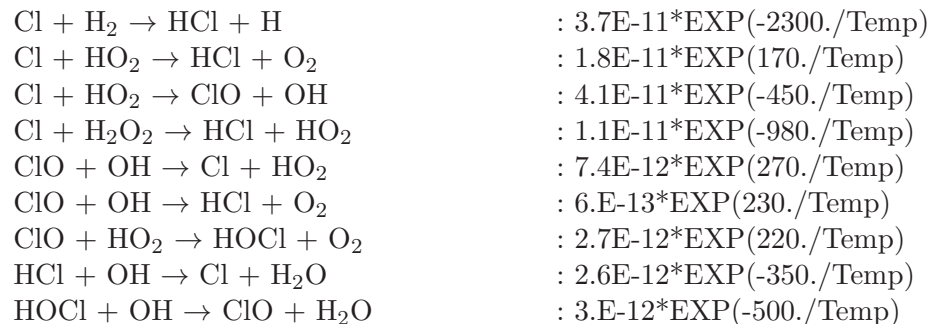 Cl + H₂ → HCl + H : 3.7E-11*EXP(-2300./Temp)
Cl + HO₂ → HCl + O₂ : 1.8E-11*EXP(170./Temp)
Cl + HO₂ → ClO + OH : 4.1E-11*EXP(-450./Temp)
Cl + H₂O₂ → HCl + HO₂ : 1.1E-11*EXP(-980./Temp)
ClO + OH → Cl + HO₂ : 7.4E-12*EXP(270./Temp)
ClO + OH → HCl + O₂ : 6.E-13*EXP(230./Temp)
ClO + HO₂ → HOCl + O₂ : 2.7E-12*EXP(220./Temp)
HCl + OH → Cl + H₂O : 2.6E-12*EXP(-350./Temp)
HOCl + OH → ClO + H₂O : 3.E-12*EXP(-500./Temp)